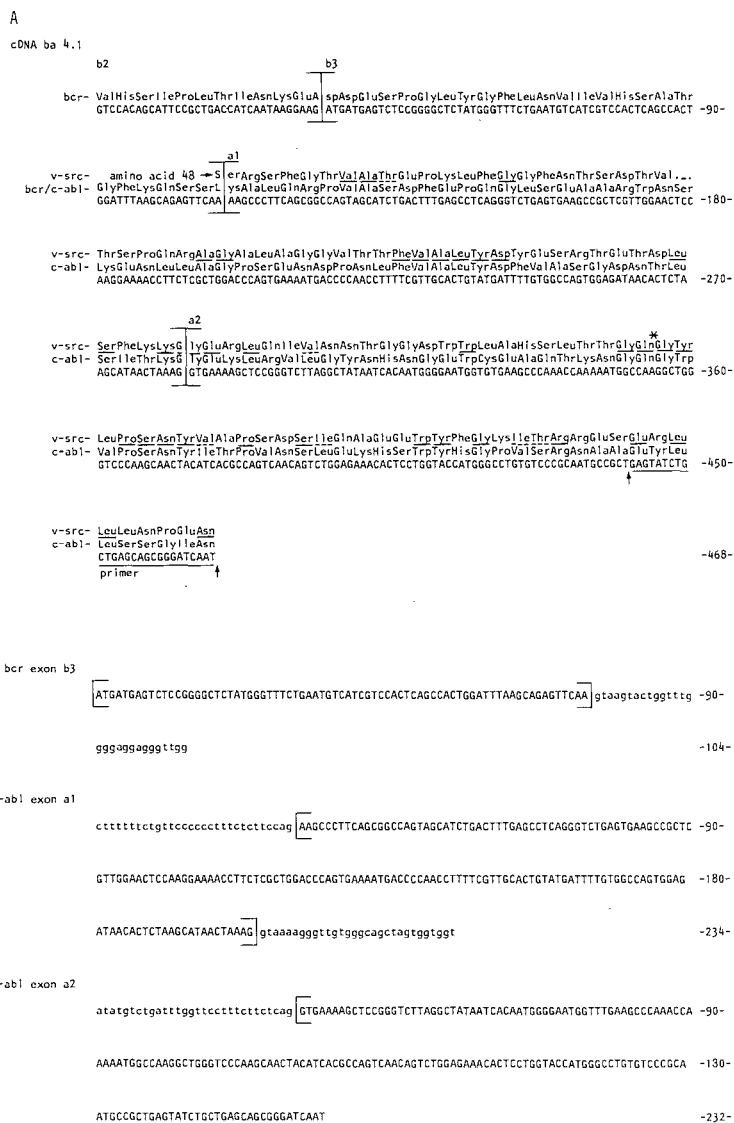 A
cDNA ba 4.1
b2 b3
bcr- ValHisSerIleProLeuThrIleAsnLysGluA spAspGluSerProGlyLeuTyrGlyPheLeuAsnValIleValHisSerAlaThr
GTCCACAGCATTCCGCTGACCATCAATAAGGAAG ATGATGAGTCTCCGGGGCTCTATGGGTTTCTGAATGTCATCGTCCACTCAGCCACT -90-
a1
v-src- amino acid 48 → S erArgSerPheGlyThrValAlaThrGluProLysLeuPheGlyGlyPheAsnThrSerAspThrVal...
bcr/c-abl- GlyPheLysGlnSerSerL ysAlaLeuGlnArgProValAlaSerAspPheGluProGlnGlyLeuSerGluAlaAlaArgTrpAsnSer
GGATTTAAGCAGAGTTCAA AAGCCCTTCAGCGGCCAGTAGCATCTGACTTTGAGCCTCAGGGTCTGAGTGAAGCCGCTCGTTGGAACTCC -180-
v-src- ThrSerProGlnArgAlaGlyAlaLeuAlaGlyGlyValThrThrPheValAlaLeuTyrAspTyrGluSerArgThrGluThrAspLeu
c-abl- LysGluAsnLeuLeuAlaGlyProSerGluAsnAspProAsnLeuPheValAlaLeuTyrAspPheValAlaSerGlyAspAsnThrLeu
AAGGAAAACCTTCTCGCTGGACCCAGTGAAAATGACCCCAACCTTTTCGTTGCACTGTATGATTTTGTGGCCAGTGGAGATAACACTCTA -270-
a2
*
v-src- SerPheLysLysG lyGluArgLeuGlnIleValAsnAsnThrGlyGlyAspTrpTrpLeuAlaHisSerLeuThrThrGlyGlnGlyTyr
c-abl- SerIleThrLysG lyGluLysLeuArgValLeuGlyTyrAsnHisAsnGlyGluTrpCysGluAlaGlnThrLysAsnGlyGlnGlyTrp
AGCATAACTAAAG GTGAAAAGCTCCGGGTCTTAGGCTATAATCACAATGGGGAATGGTGTGAAGCCCAAACCAAAAATGGCCAAGGCTGG -360-
v-src- LeuProSerAsnTyrValAlaProSerAspSerIleGlnAlaGluGluTrpTyrPheGlyLysIleThrArgArgGluSerGluArgLeu
c-abl- ValProSerAsnTyrIleThrProValAsnSerLeuGluLysHisSerTrpTyrHisGlyProValSerArgAsnAlaAlaGluTyrLeu
GTCCCAAGCAACTACATCACGCCAGTCAACAGTCTGGAGAAACACTCCTGGTACCATGGGCCTGTGTCCCGCAATGCCGCTGAGTATCTG -450-
v-src- LeuLeuAsnProGluAsn
c-abl- LeuSerSerGlyIleAsn
CTGAGCAGCGGGATCAAT -468-
primer
bcr exon b3
ATGATGAGTCTCCGGGGCTCTATGGGTTTCTGAATGTCATCGTCCACTCAGCCACTGGATTTAAGCAGAGTTCAA gtaagtactggtttg -90-
gggaggagggttgg -104-
-abl exon a1
cttttttctgttcccccctttctcttccag AAGCCCTTCAGCGGCCAGTAGCATCTGACTTTGAGCCTCAGGGTCTGAGTGAAGCCGCTC -90-
GTTGGAACTCCAAGGAAAACCTTCTCGCTGGACCCAGTGAAAATGACCCCAACCTTTTCGTTGCACTGTATGATTTTGTGGCCAGTGGAG -180-
ATAACACTCTAAGCATAACTAAAG gtaaaagggttgtgggcagctagtggtggt -234-
-abl exon a2
atatgtctgatttggttcctttcttctcag GTGAAAAGCTCCGGGTCTTAGGCTATAATCACAATGGGGAATGGTTTGAAGCCCAAACCA -90-
AAAATGGCCAAGGCTGGGTCCCAAGCAACTACATCACGCCAGTCAACAGTCTGGAGAAACACTCCTGGTACCATGGGCCTGTGTCCCGCA -130-
ATGCCGCTGAGTATCTGCTGAGCAGCGGGATCAAT -232-